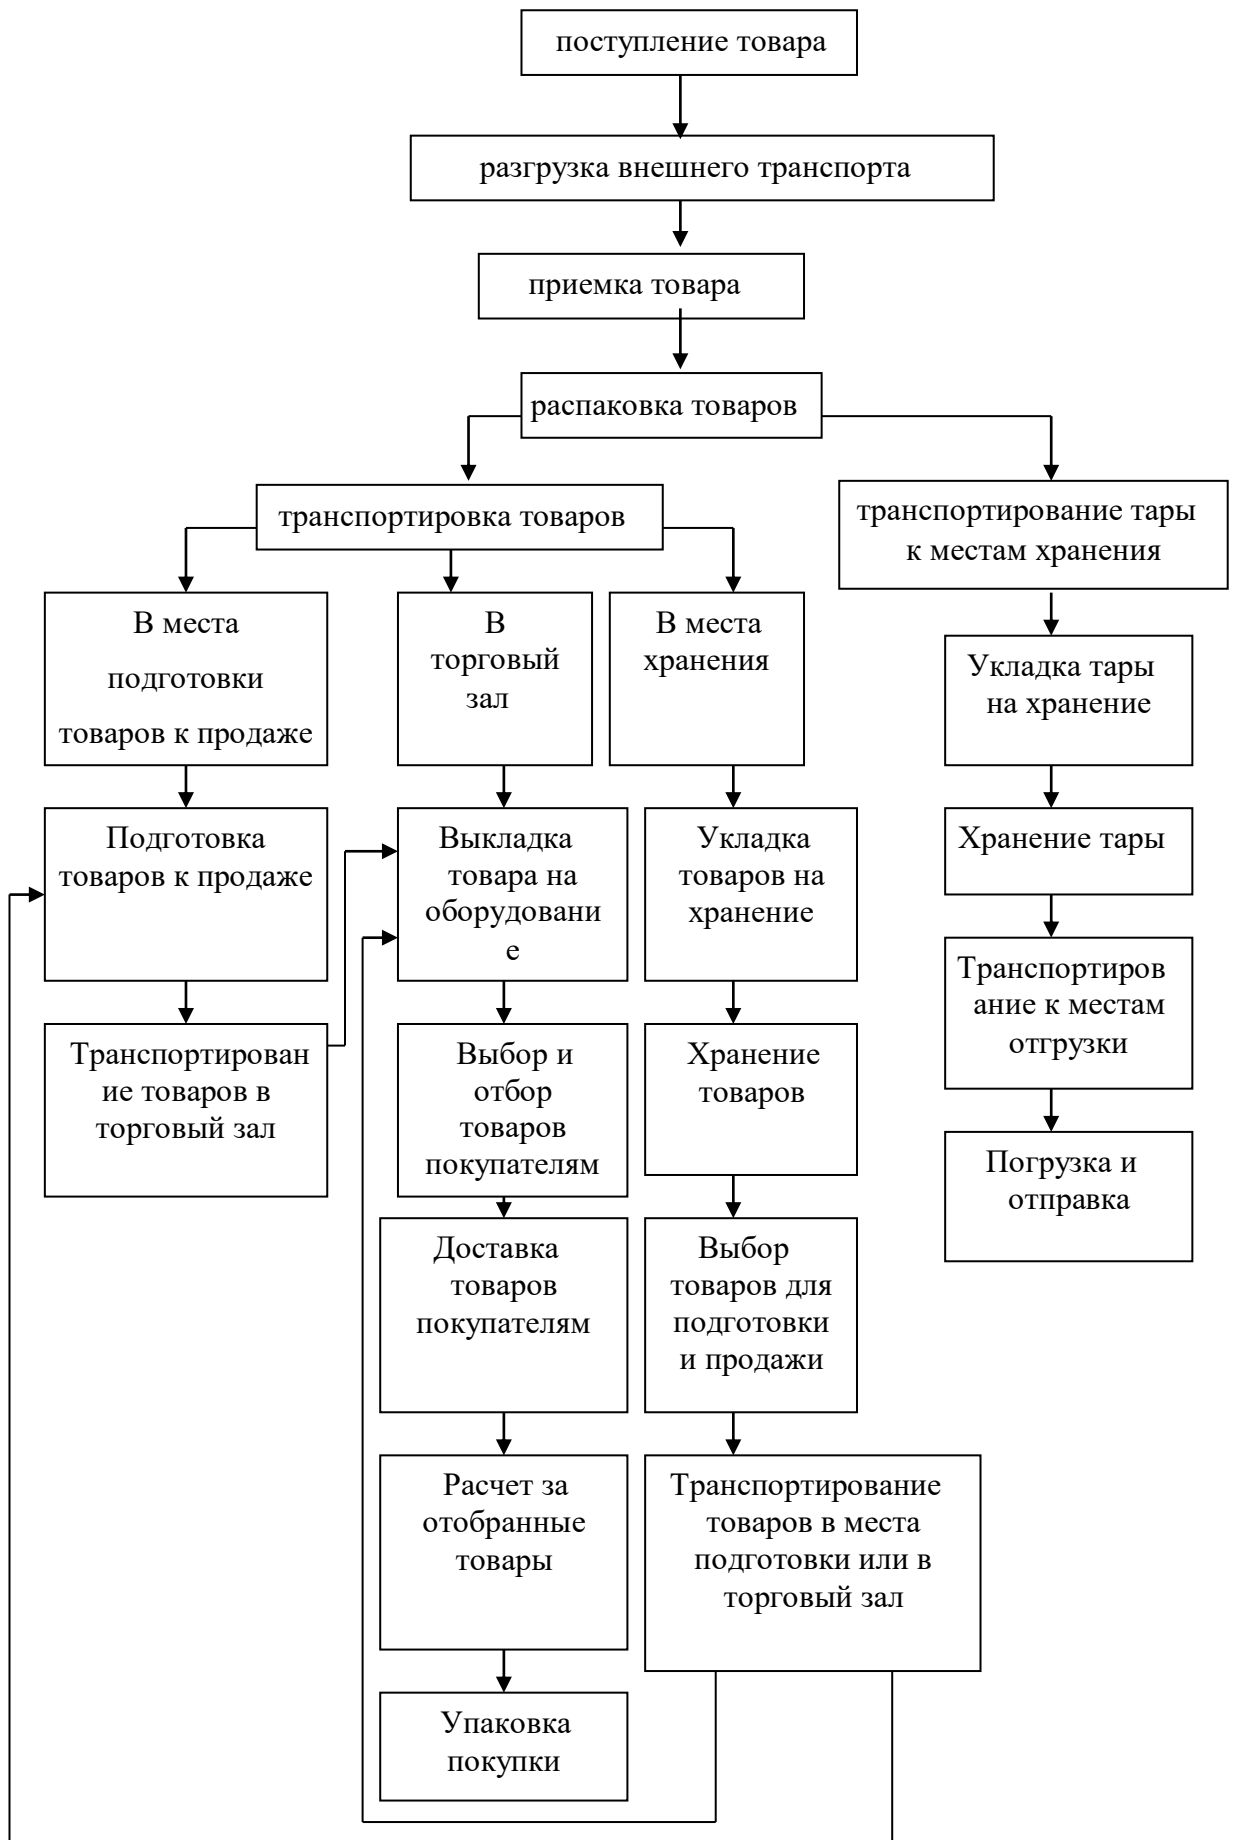 поступление товара
разгрузка внешнего транспорта
приемка товара
распаковка товаров
транспортировка товаров
транспортирование тары
к местам хранения
В места
подготовки
товаров к продаже
В
торговый
зал
В места
хранения
Укладка тары
на хранение
Подготовка
товаров к продаже
Выкладка
товара на
оборудовани
е
Укладка
товаров на
хранение
Хранение тары
Транспортирован
ие товаров в
торговый зал
Выбор и
отбор
товаров
покупателям
Хранение
товаров
Транспортиров
ание к местам
отгрузки
Погрузка и
отправка
Доставка
товаров
покупателям
Выбор
товаров для
подготовки
и продажи
Расчет за
отобранные
товары
Транспортирование
товаров в места
подготовки или в
торговый зал
Упаковка
покупки